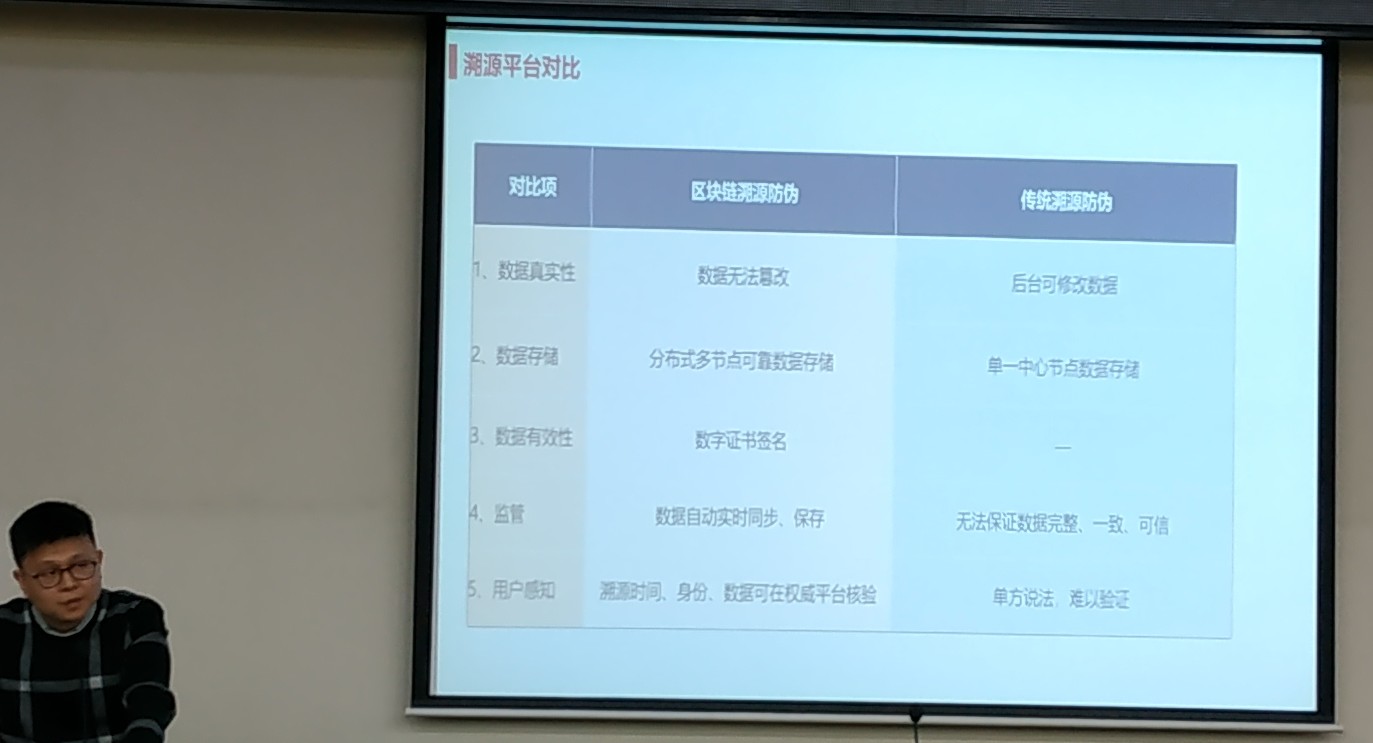 溯源平台对比
对比项 区块链溯源防伪 传统溯源防伪
1、数据真实性 数据无法篡改 后台可修改数据
2、数据存储 分布式多节点可靠数据存储 单一中心节点数据存储
3、数据有效性 数字证书签名 —
4、监管 数据自动实时同步、保存 无法保证数据完整、一致、可信
5、用户感知 溯源时间、身份、数据可在权威平台核验 单方说法，难以验证